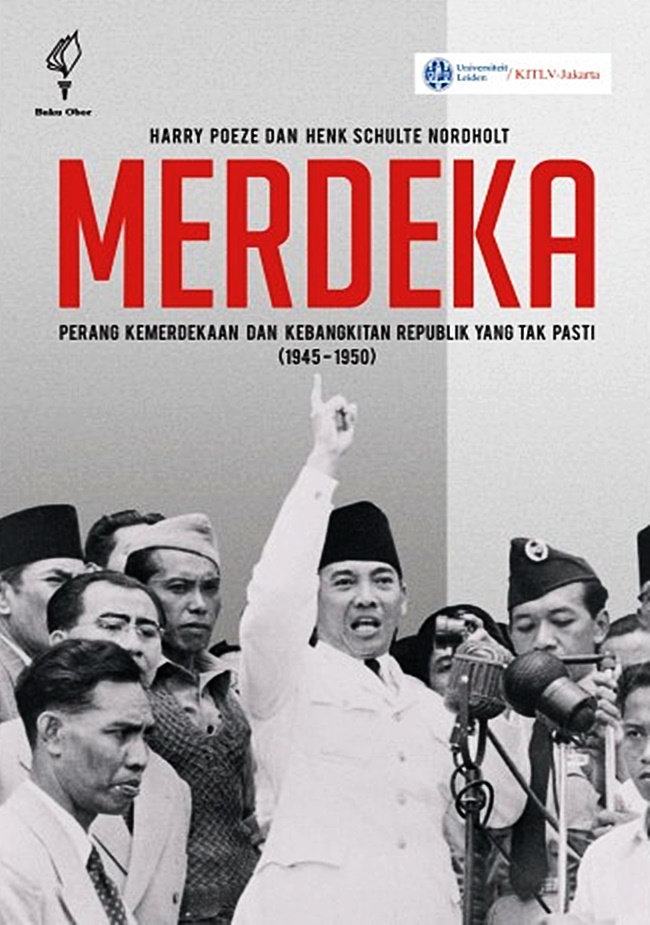 Buku Obor
Universiteit
Leiden
/ KITLV-Jakarta
HARRY POEZE DAN HENK SCHULTE NORDHOLT
MERDEKA
PERANG KEMERDEKAAN DAN KEBANGKITAN REPUBLIK YANG TAK PASTI
(1945-1950)